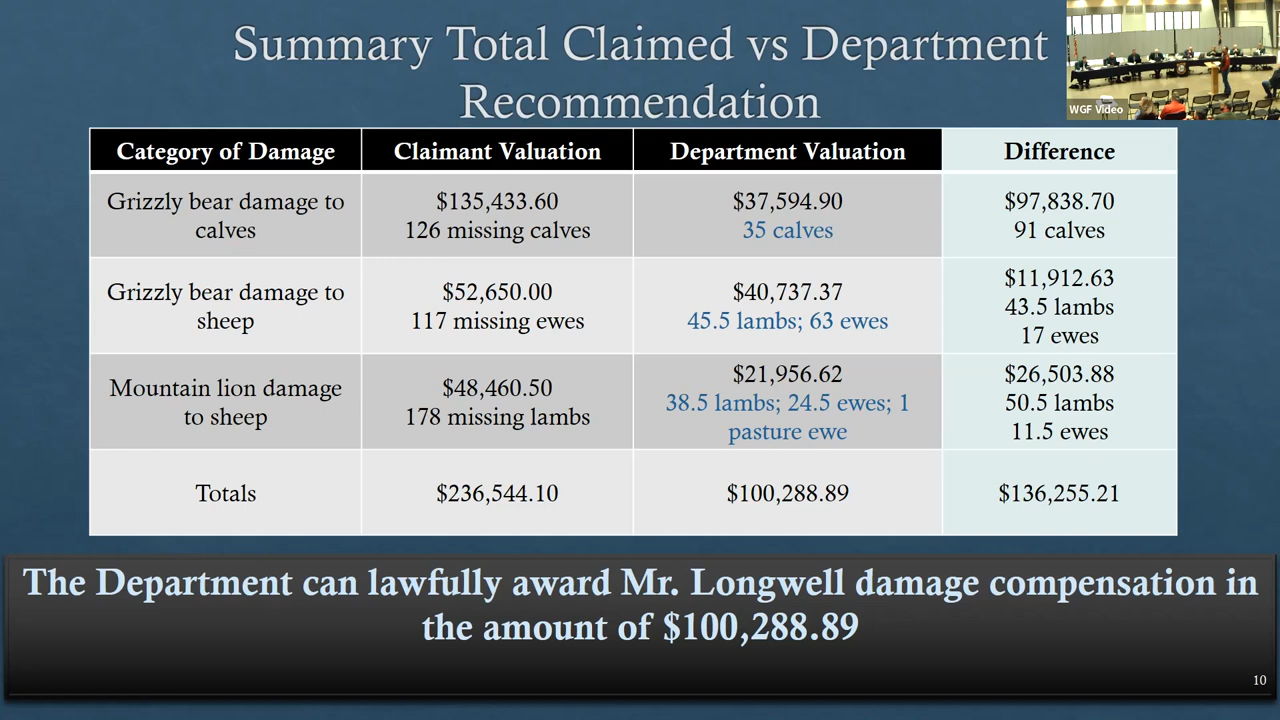 Summary Total Claimed vs Department
Recommendation
WGF Video
Category of Damage
Claimant Valuation
Department Valuation
Difference
Grizzly bear damage to
calves
$135,433.60
126 missing calves
$37,594.90
35 calves
$97,838.70
91 calves
Grizzly bear damage to
sheep
$52,650.00
117 missing ewes
$40,737.37
45.5 lambs; 63 ewes
$11,912.63
43.5 lambs
17 ewes
Mountain lion damage
to sheep
$48,460.50
178 missing lambs
$21,956.62
38.5 lambs; 24.5 ewes; 1
pasture ewe
$26,503.88
50.5 lambs
11.5 ewes
Totals
$236,544.10
$100,288.89
$136,255.21
The Department can lawfully award Mr. Longwell damage compensation in
the amount of $100,288.89
10